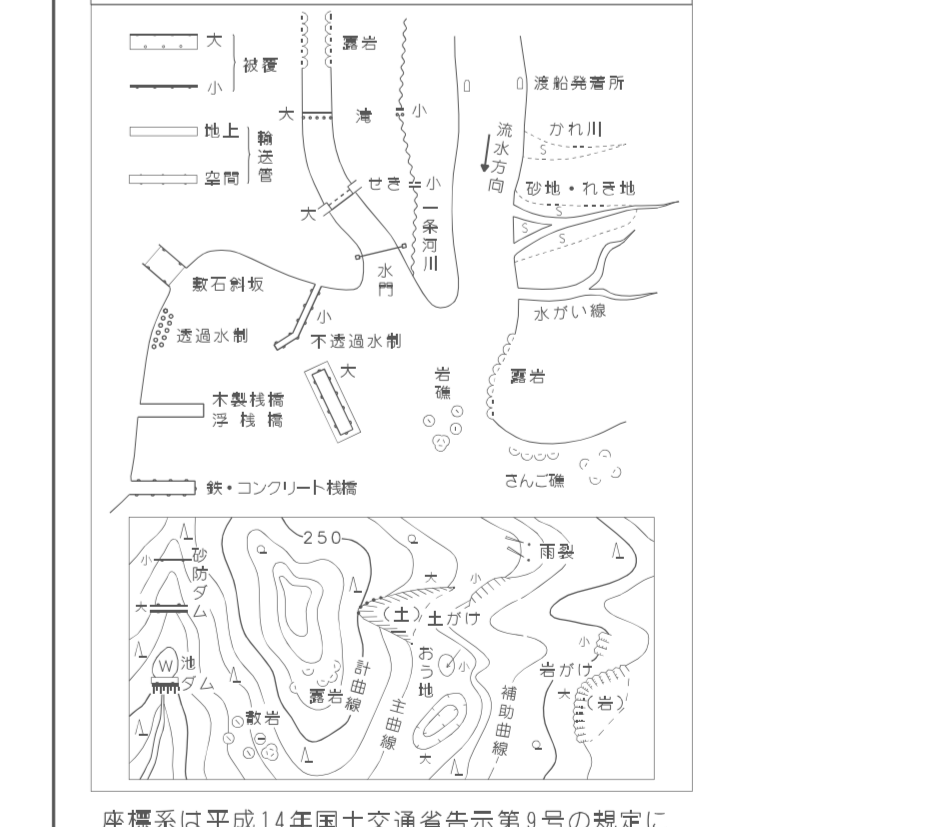 大
被覆
小
地上
輸送管
空間
露岩
大
滝
小
渡船発着所
流水方向
かれ川
S
せき
小
砂地・れき地
大
一条河川
S
S
S
水門
敷石斜坂
小
水がい線
透過水制
不透過水制
大
岩礁
露岩
木製桟橋
浮桟橋
さんご礁
鉄・コンクリート桟橋
250
小
砂防ダム
雨裂
大
小
大
(土)
土がけ
小
おう地
小
W
池
ダム
計曲線
岩がけ
露岩
主曲線
補助曲線
大
(岩)
散岩
大
座標系は平成14年国土交通省告示第9号の規定に